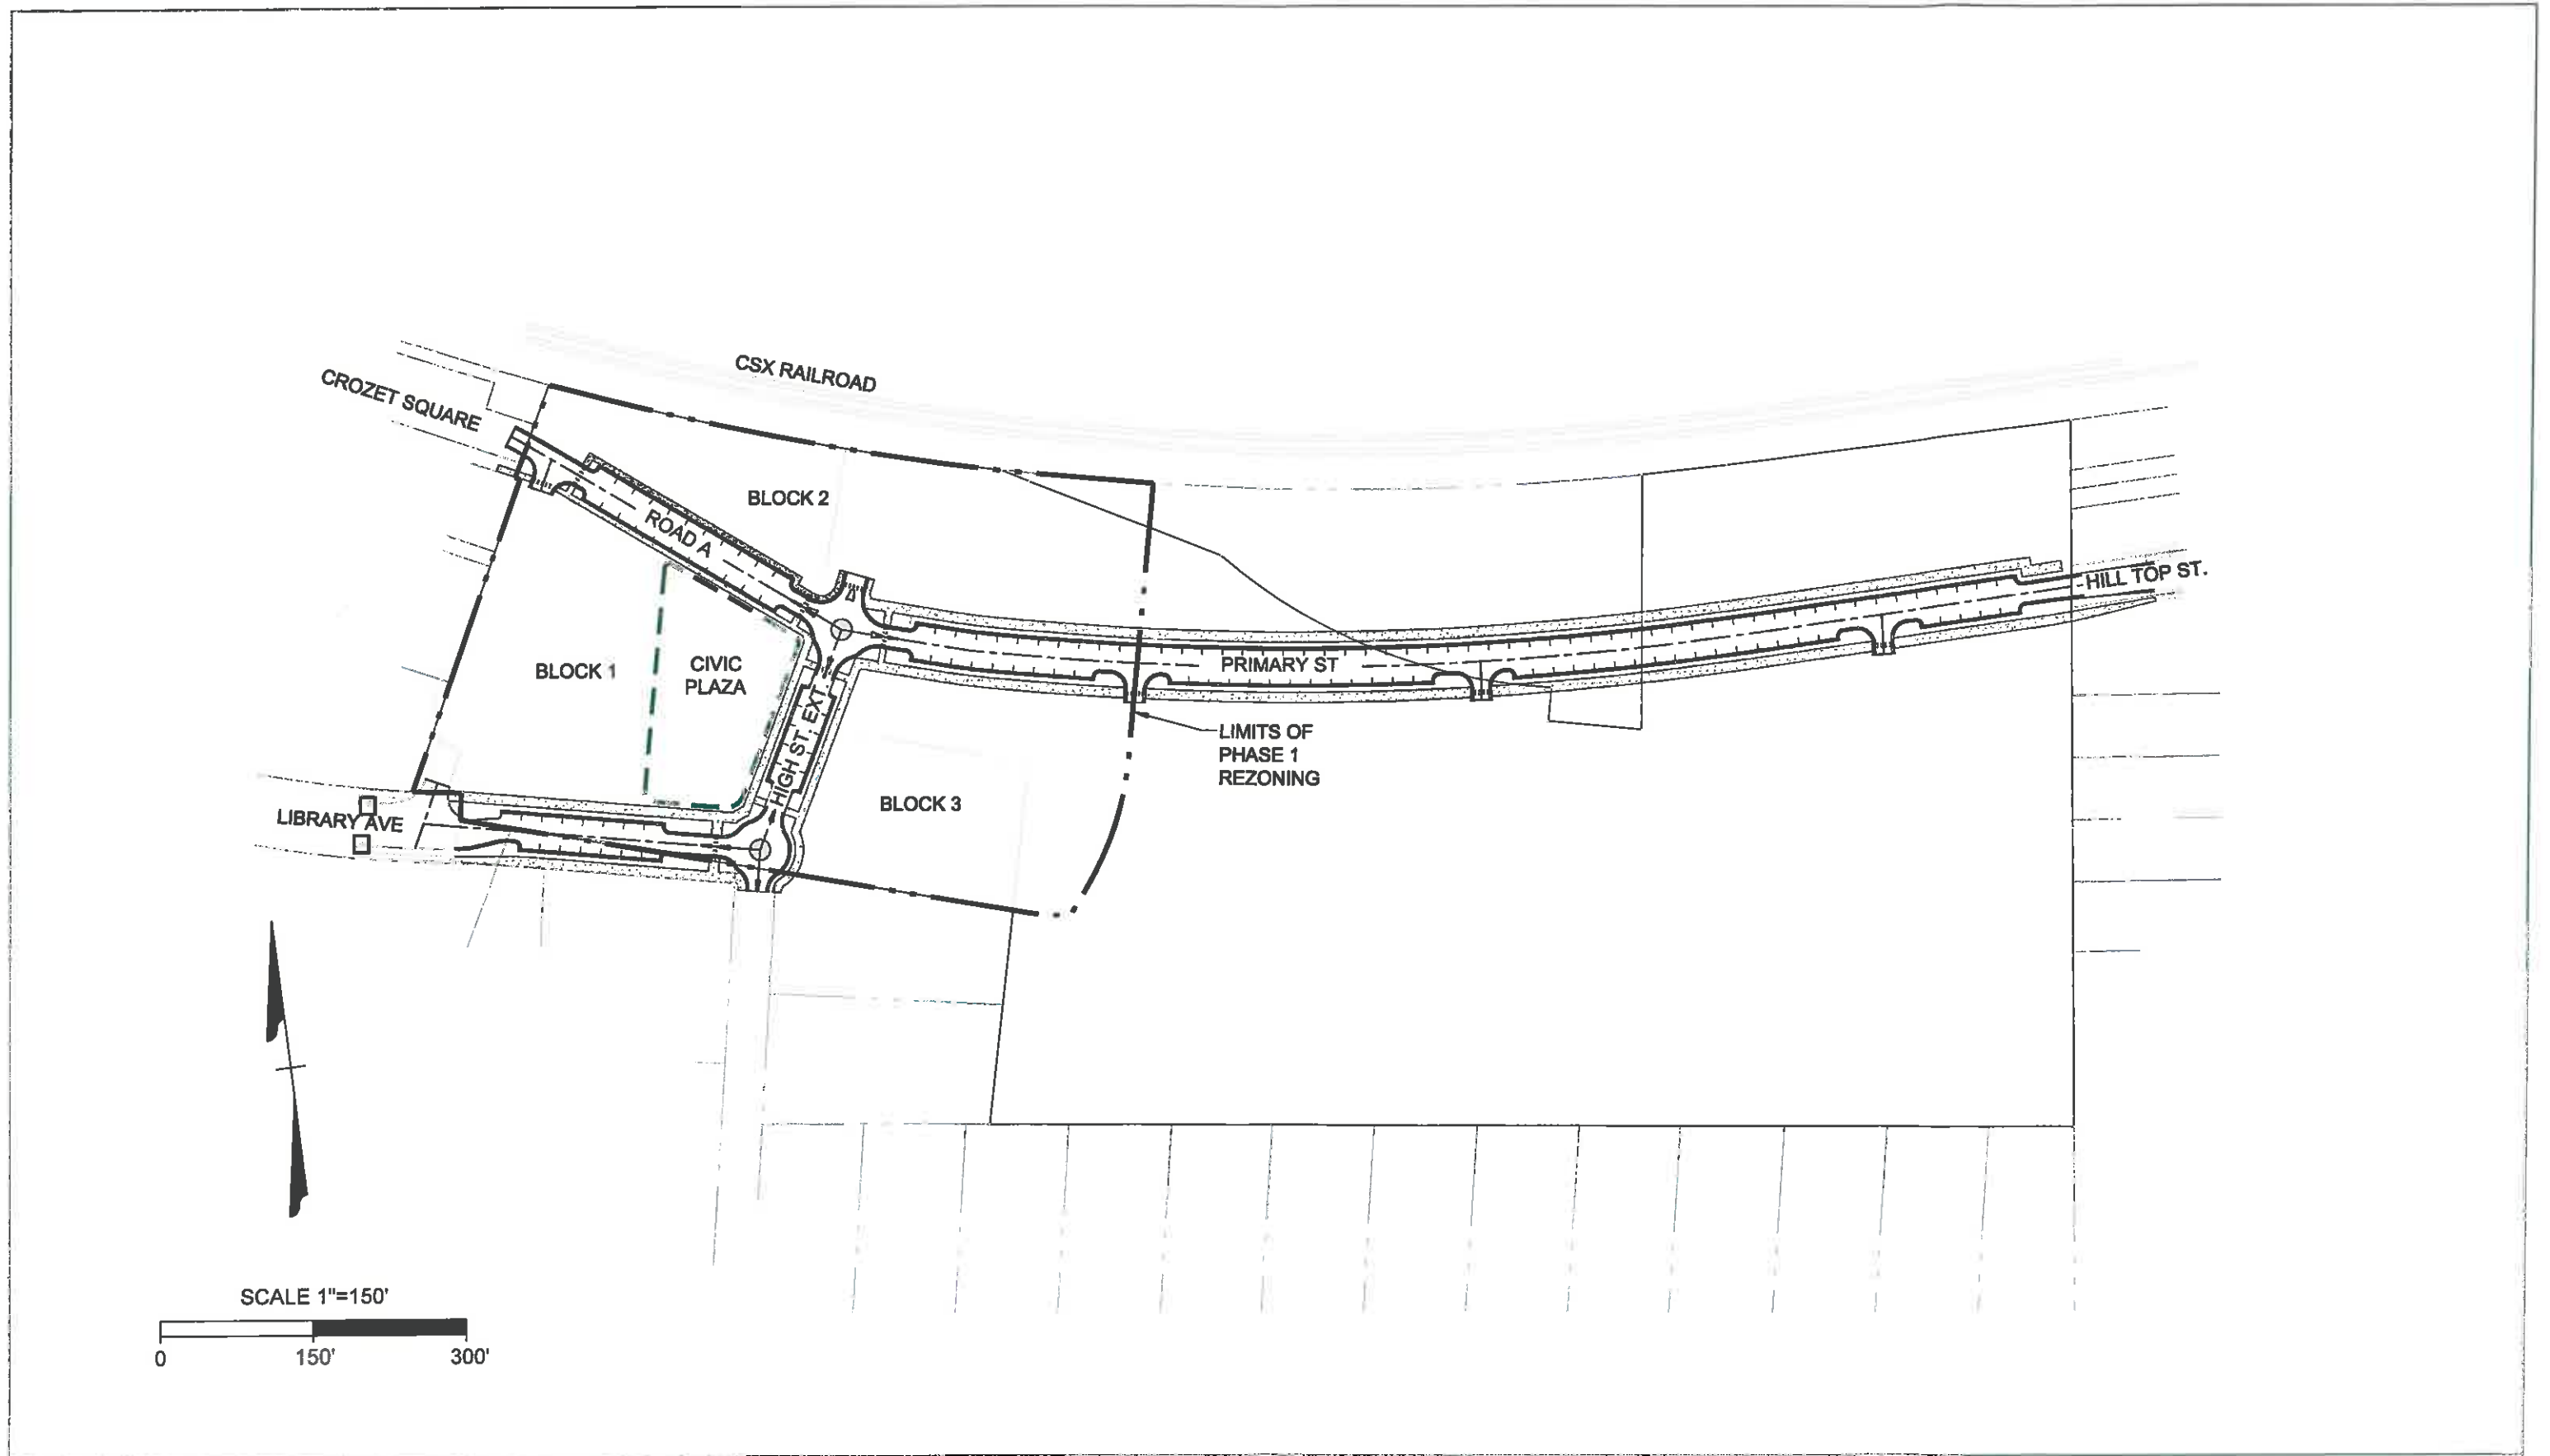 CSX RAILROAD
CROZET SQUARE
BLOCK 2
ROAD A
HILL TOP ST.
BLOCK 1
CIVIC
PLAZA
PRIMARY ST
HIGH ST. EXT
LIMITS OF
PHASE 1
REZONING
BLOCK 3
LIBRARY AVE
SCALE 1"=150'
0 150' 300'